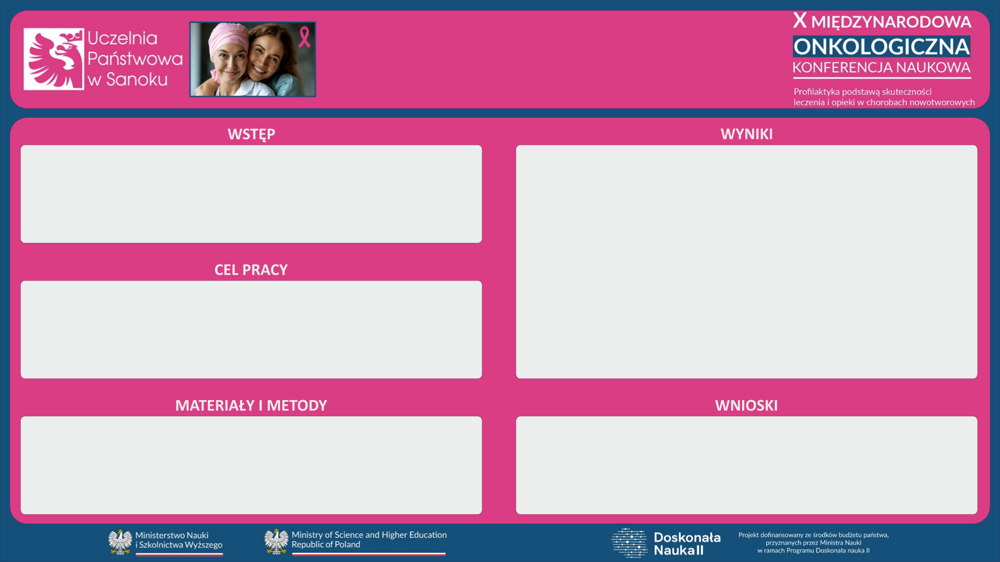 Uczelnia
Państwowa
w Sanoku
X MIĘDZYNARODOWA
ONKOLOGICZNA
KONFERENCJA NAUKOWA
Profilaktyka podstawą skuteczności
leczenia i opieki w chorobach nowotworowych
WSTĘP
CEL PRACY
MATERIAŁY I METODY
WYNIKI
WNIOSKI
Ministerstwo Nauki
i Szkolnictwa Wyższego
Ministry of Science and Higher Education
Republic of Poland
Doskonała
Nauka II
Projekt dofinansowany ze środków budżetu państwa,
przyznanych przez Ministra Nauki
w ramach Programu Doskonała nauka II